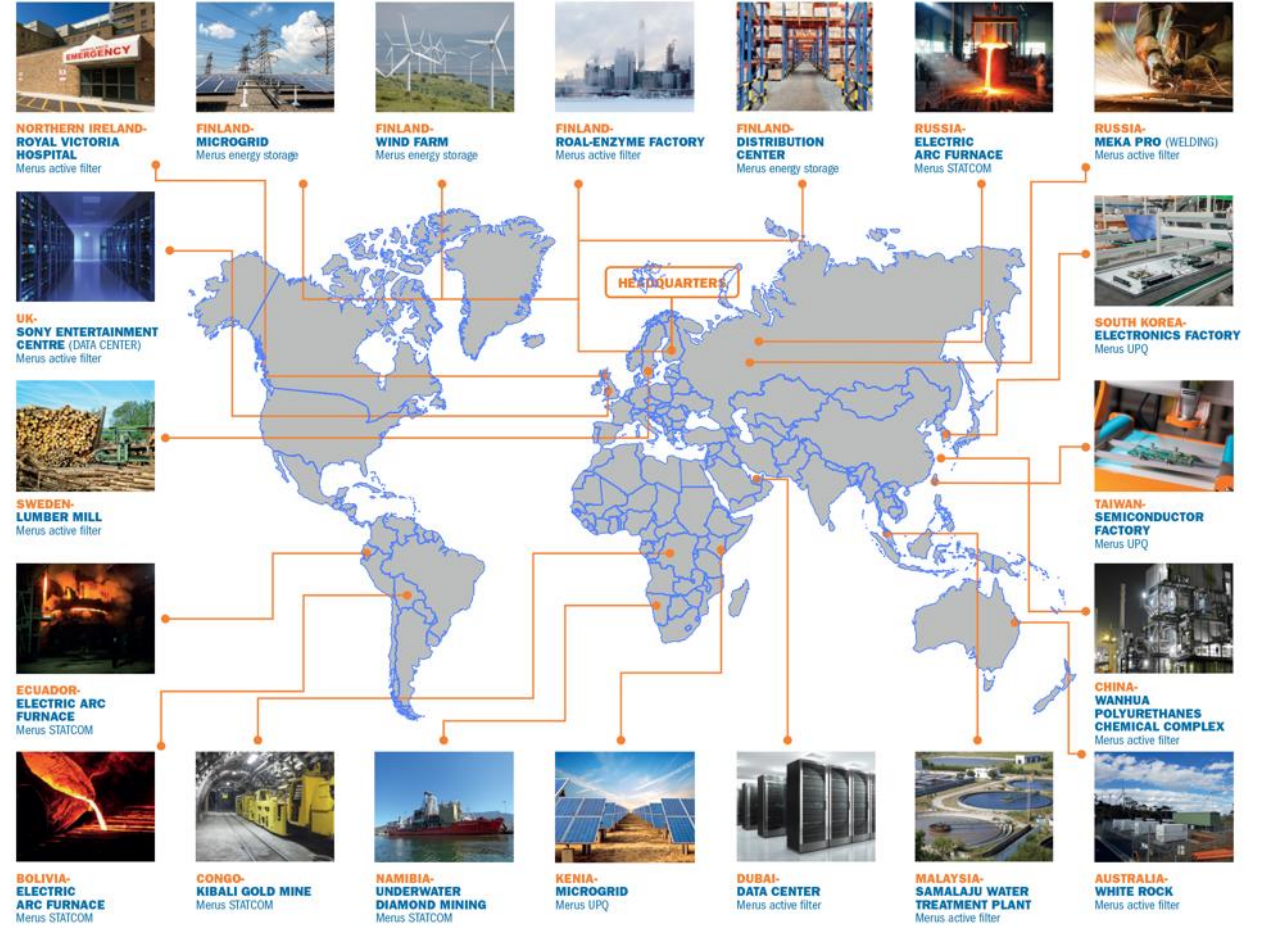 EMERGENCY
NORTHERN IRELAND-
ROYAL VICTORIA
HOSPITAL
Merus active filter
FINLAND-
MICROGRID
Merus energy storage
FINLAND-
WIND FARM
Merus energy storage
FINLAND-
ROAL-ENZYME FACTORY
Merus active filter
FINLAND-
DISTRIBUTION
CENTER
Merus energy storage
RUSSIA-
ELECTRIC
ARC FURNACE
Merus STATCOM
RUSSIA-
MEKA PRO (WELDING)
Merus active filter
HEADQUARTERS
UK-
SONY ENTERTAINMENT
CENTRE (DATA CENTER)
Merus active filter
SOUTH KOREA-
ELECTRONICS FACTORY
Merus UPQ
SWEDEN-
LUMBER MILL
Merus active filter
TAIWAN-
SEMICONDUCTOR
FACTORY
Merus UPQ
ECUADOR-
ELECTRIC ARC
FURNACE
Merus STATCOM
CHINA-
WANHUA
POLYURETHANES
CHEMICAL COMPLEX
Merus active filter
BOLIVIA-
ELECTRIC
ARC FURNACE
Merus STATCOM
CONGO-
KIBALI GOLD MINE
Merus STATCOM
NAMIBIA-
UNDERWATER
DIAMOND MINING
Merus STATCOM
KENIA-
MICROGRID
Merus UPQ
DUBAI-
DATA CENTER
Merus active filter
MALAYSIA-
SAMALAJU WATER
TREATMENT PLANT
Merus active filter
AUSTRALIA-
WHITE ROCK
Merus active filter